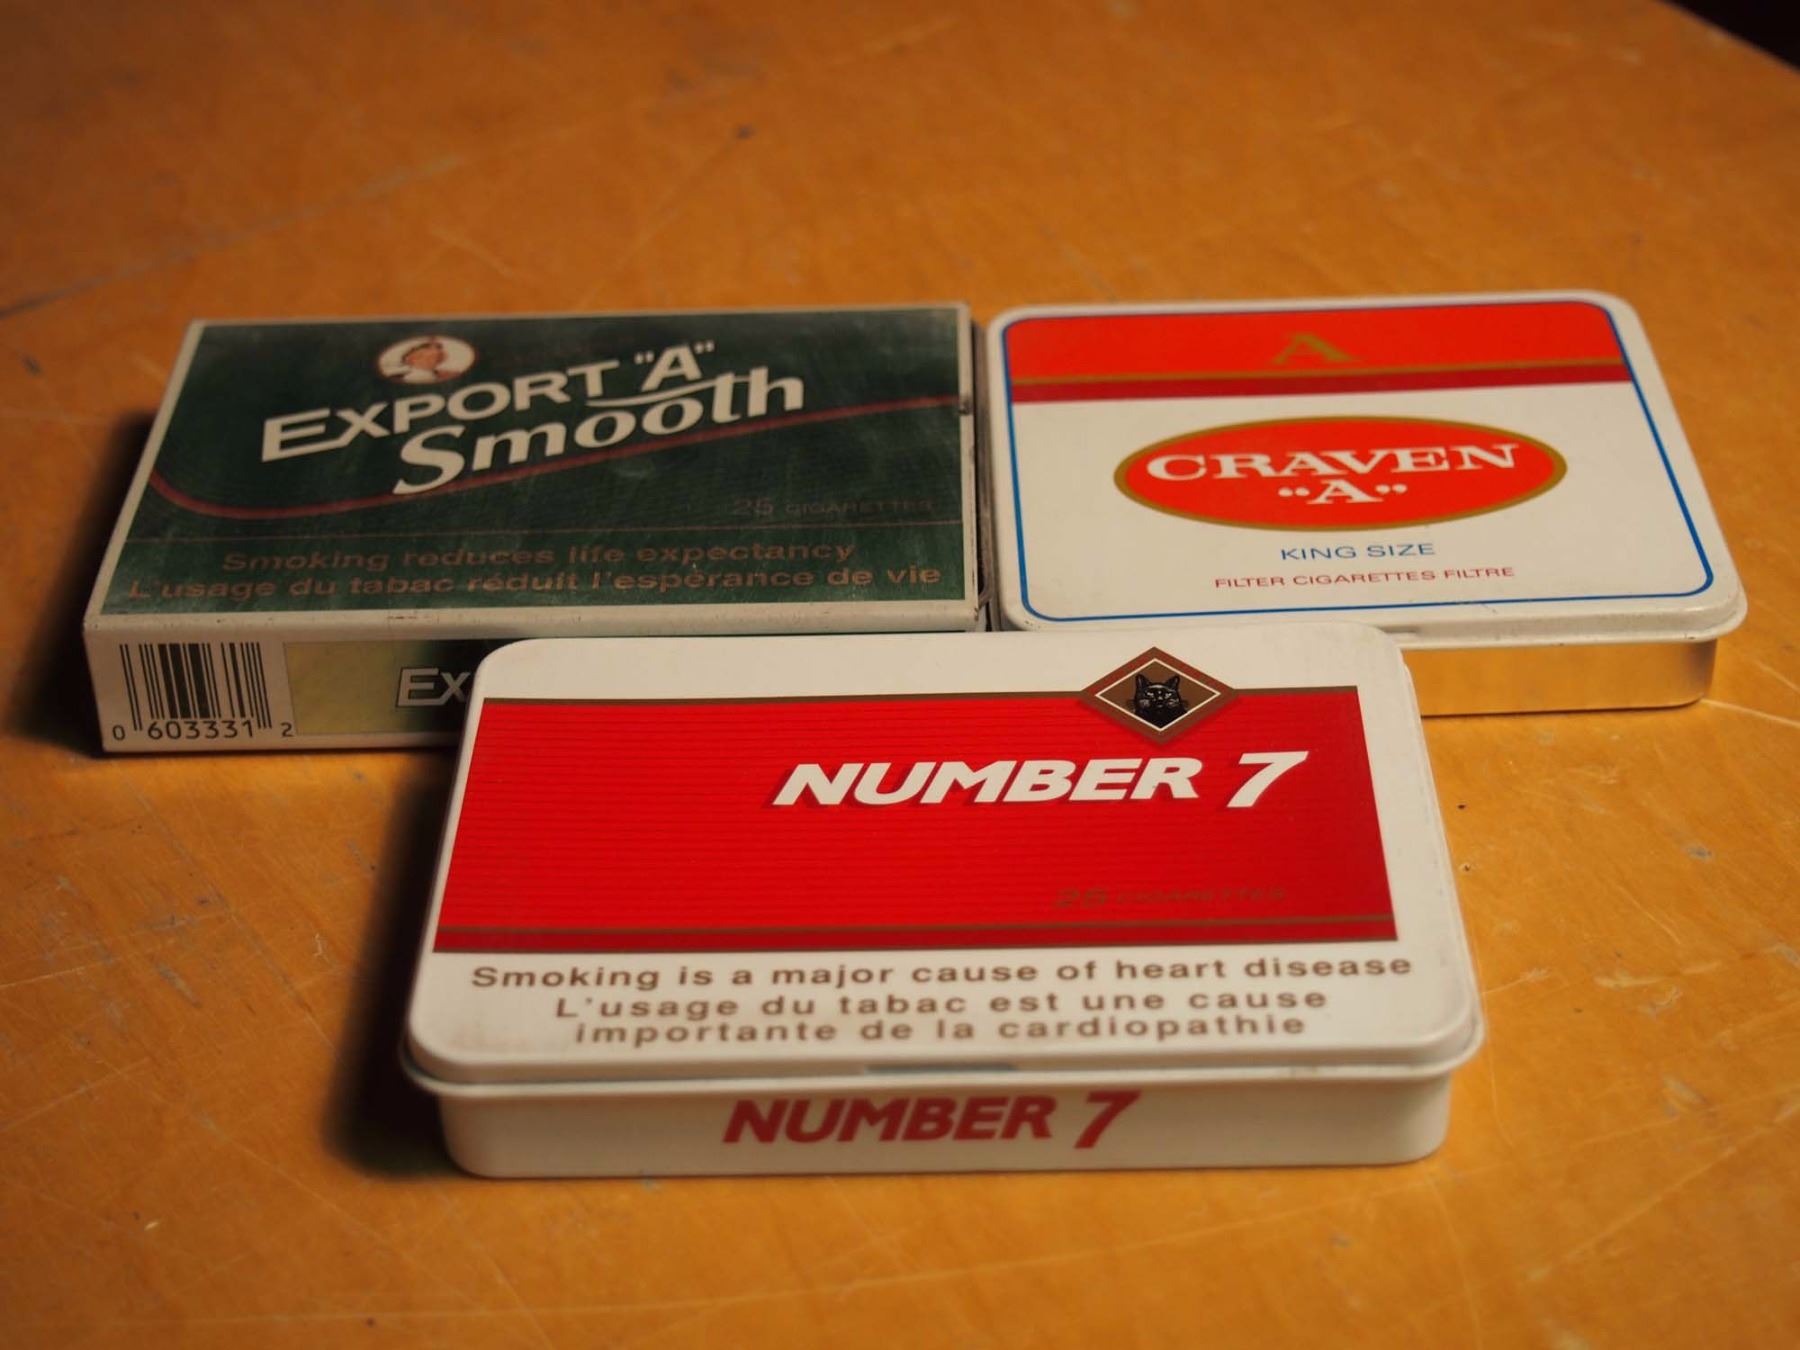 EXPORT "A"
Smooth
25 CIGARETTES
Smoking reduces life expectancy
L'usage du tabac réduit l'espérance de vie
0 603331 2
EX
A
CRAVEN
"A"
KING SIZE
FILTER CIGARETTES FILTRE
NUMBER 7
25 CIGARETTES
Smoking is a major cause of heart disease
L'usage du tabac est une cause
importante de la cardiopathie
NUMBER 7